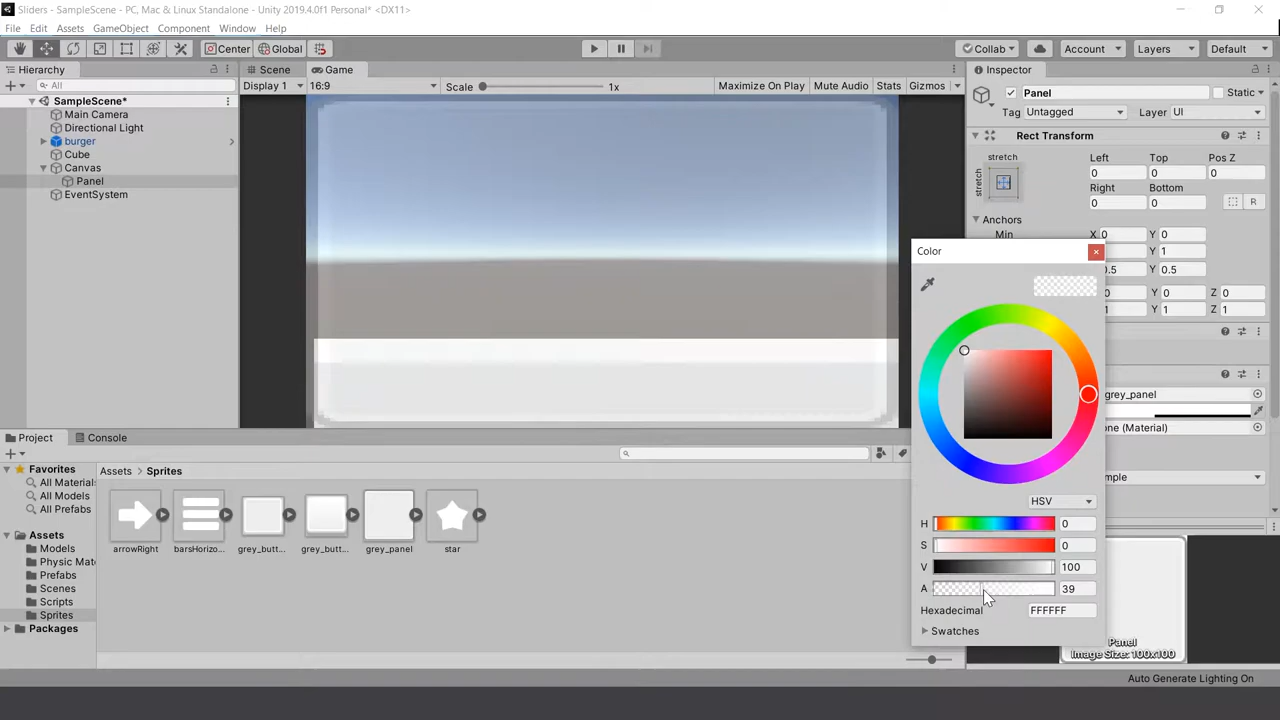 Sliders - SampleScene - PC, Mac & Linux Standalone - Unity 2019.4.0f1 Personal* <DX11>
File Edit Assets GameObject Component Window Help
Center Global Collab Account Layers Default
Hierarchy
All
SampleScene*
Main Camera
Directional Light
burger
Cube
Canvas
Panel
EventSystem
Scene Game
Display 1 16:9 Scale 1x Maximize On Play Mute Audio Stats Gizmos
Inspector
Panel Static
Tag Untagged Layer UI
Rect Transform
stretch Left Top Pos Z
stretch 0 0 0
Right Bottom
0 0 R
Anchors
Min X 0 Y 0
1 Y 1
0.5 Y 0.5
0 Y 0 Z 0
1 Y 1 Z 1
grey_panel
one (Material)
mple
Color
HSV
H 0
S 0
V 100
A 39
Hexadecimal FFFFFF
Swatches
Panel
Image Size: 100x100
Project Console
Favorites
All Material
All Models
All Prefabs
Assets
Models
Physic Mate
Prefabs
Scenes
Scripts
Sprites
Packages
Assets > Sprites
arrowRight barsHorizo... grey_butt... grey_butt... grey_panel star
Auto Generate Lighting On